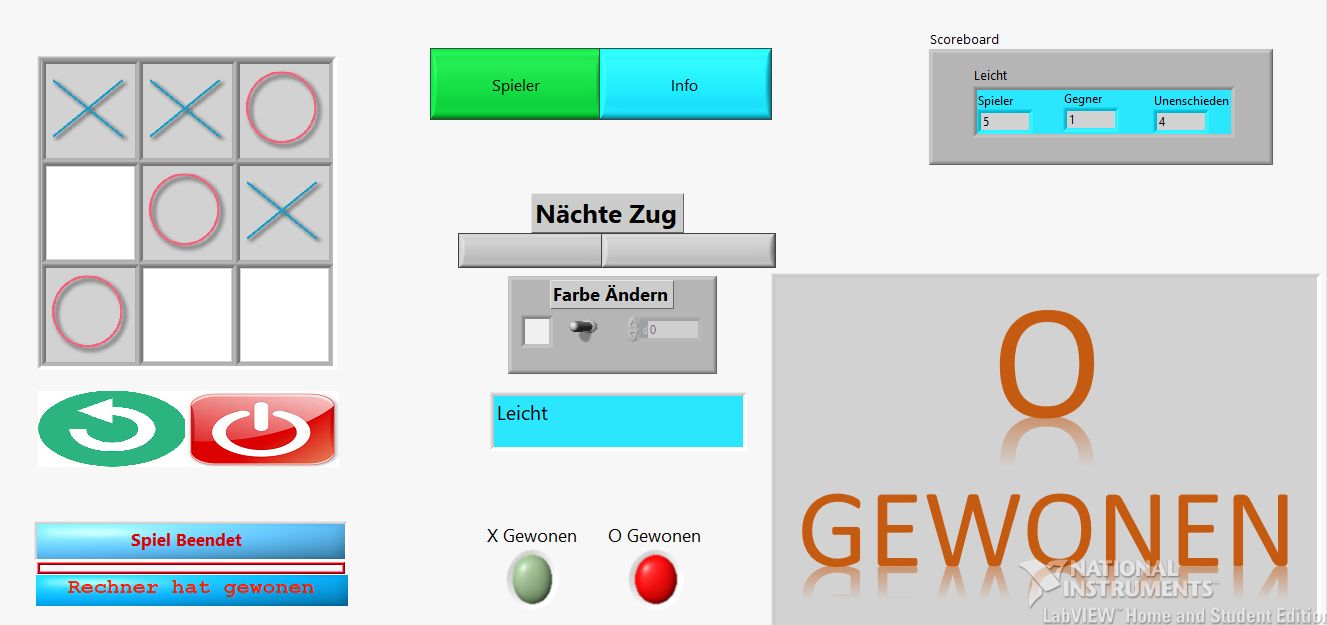 Spieler
Info
Scoreboard
Leicht
Spieler
Gegner
Unenschieden
5
1
4
Nächte Zug
Farbe Ändern
0
Leicht
O
GEWONEN
Spiel Beendet
Rechner hat gewonen
X Gewonen
O Gewonen
NATIONAL
INSTRUMENTS™
LabVIEW™ Home and Student Edition